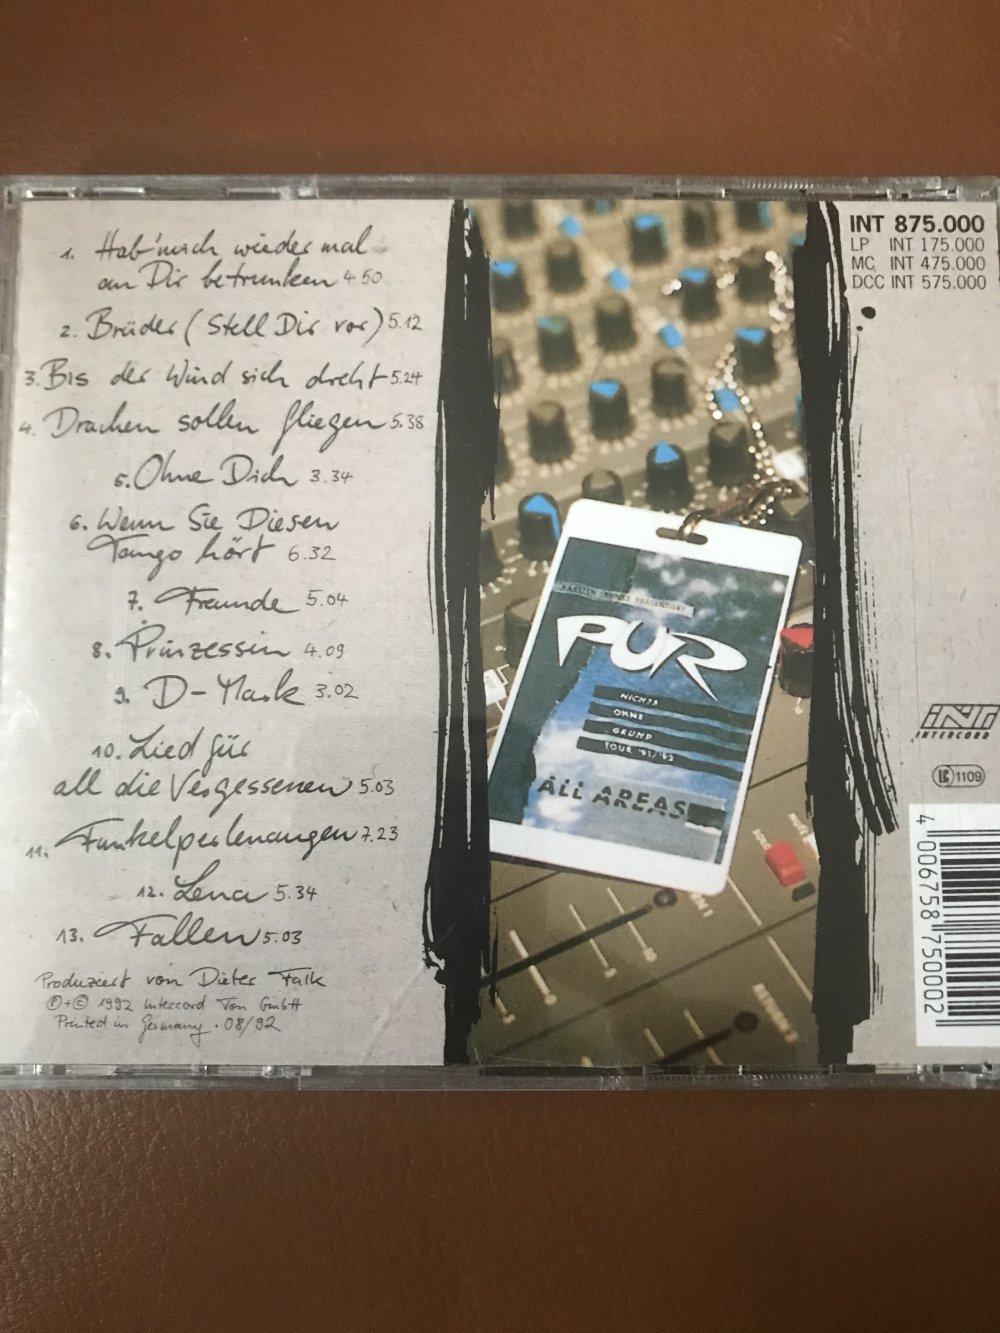 1. Hab' mich wieder mal
an Dir betrunken 4.50
2. Brüder (Stell Dir vor) 5.12
3. Bis der Wind sich dreht 5.24
4. Drachen sollen fliegen 5.38
5. Ohne Dich 3.34
6. Wenn Sie Diesen
Tango hört 6.32
7. Freunde 5.04
8. Prinzessin 4.09
9. D-Mark 3.02
10. Lied für
all die Vergessenen 5.03
11. Funkelperlenaugen 7.23
12. Lena 5.34
13. Fallen 5.03
Produziert von Dieter Falk
Ⓟ+© 1992 Intercord Ton GmbH
Printed in Germany · 08/92
PRÄSENTIERT
PUR
NICHTS
OHNE
GRUND
TOUR '91/'92
ALL AREAS
SOLO
MUTE
INT 875.000
LP INT 175.000
MC INT 475.000
DCC INT 575.000
INT
INTERCORD
LC 1109
4 006758 750002